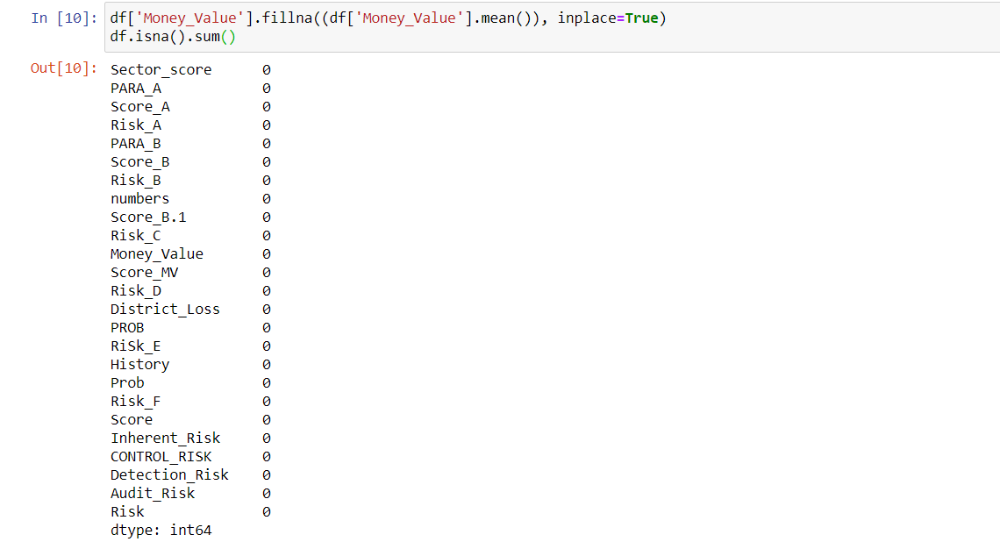 In [10]: df['Money_Value'].fillna((df['Money_Value'].mean()), inplace=True)
df.isna().sum()
Out[10]: Sector_score 0
PARA_A 0
Score_A 0
Risk_A 0
PARA_B 0
Score_B 0
Risk_B 0
numbers 0
Score_B.1 0
Risk_C 0
Money_Value 0
Score_MV 0
Risk_D 0
District_Loss 0
PROB 0
RiSk_E 0
History 0
Prob 0
Risk_F 0
Score 0
Inherent_Risk 0
CONTROL_RISK 0
Detection_Risk 0
Audit_Risk 0
Risk 0
dtype: int64